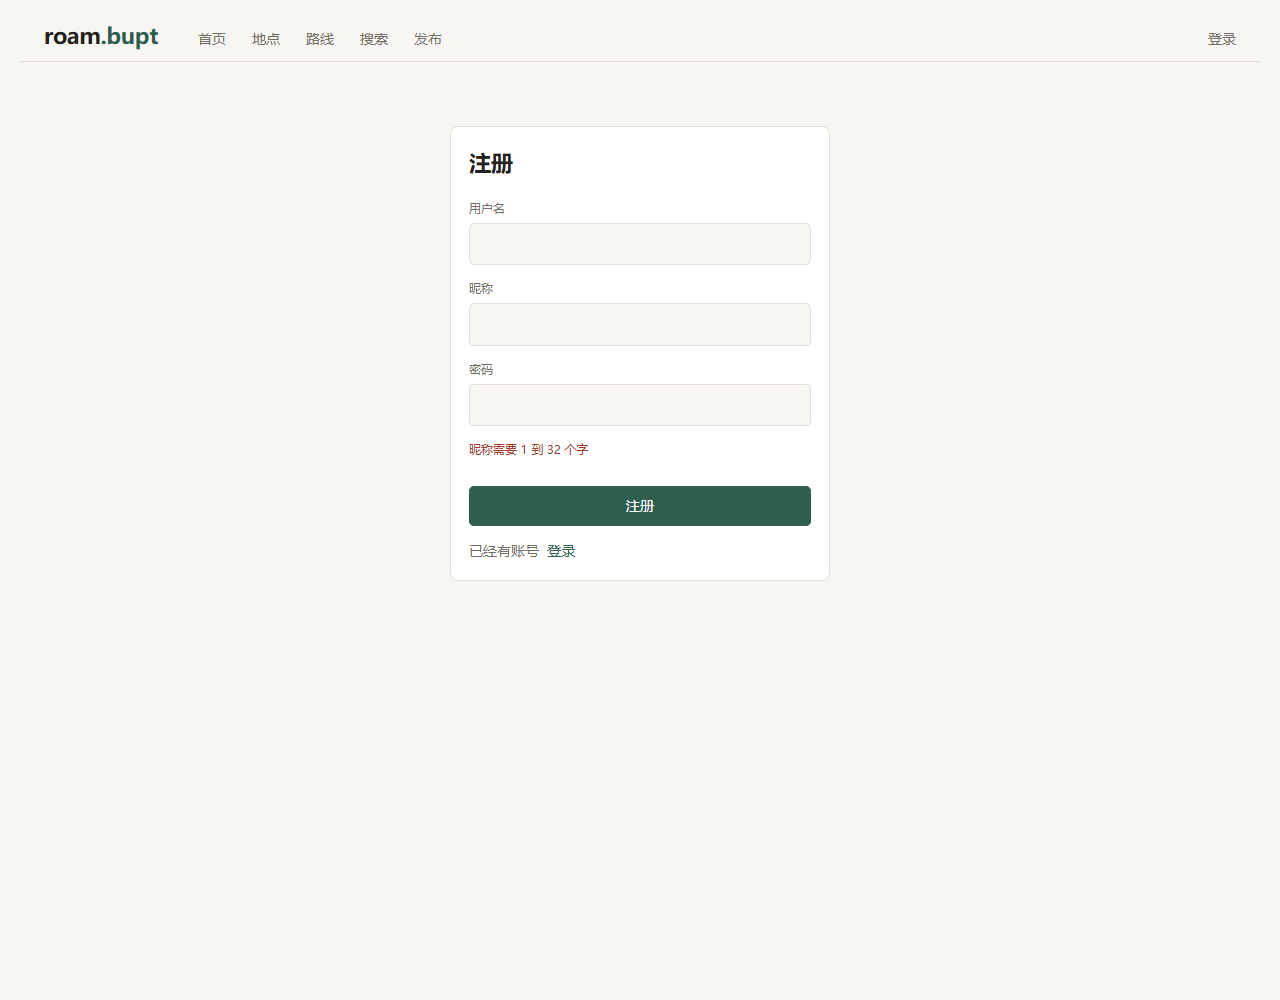 roam.bupt 首页 地点 路线 搜索 发布 登录
注册
用户名
昵称
密码
昵称需要 1 到 32 个字
注册
已经有账号 登录